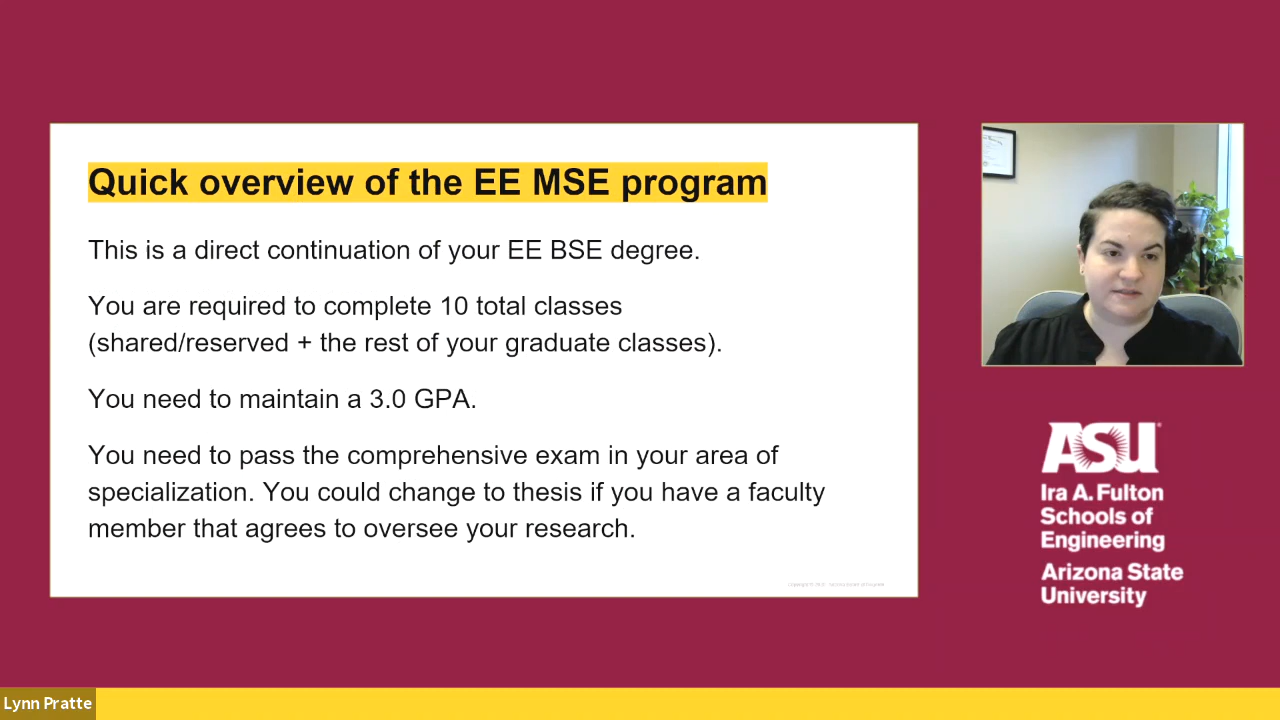 Quick overview of the EE MSE program
This is a direct continuation of your EE BSE degree.
You are required to complete 10 total classes
(shared/reserved + the rest of your graduate classes).
You need to maintain a 3.0 GPA.
You need to pass the comprehensive exam in your area of
specialization. You could change to thesis if you have a faculty
member that agrees to oversee your research.
ASU
Ira A. Fulton
Schools of
Engineering
Arizona State
University
Lynn Pratte